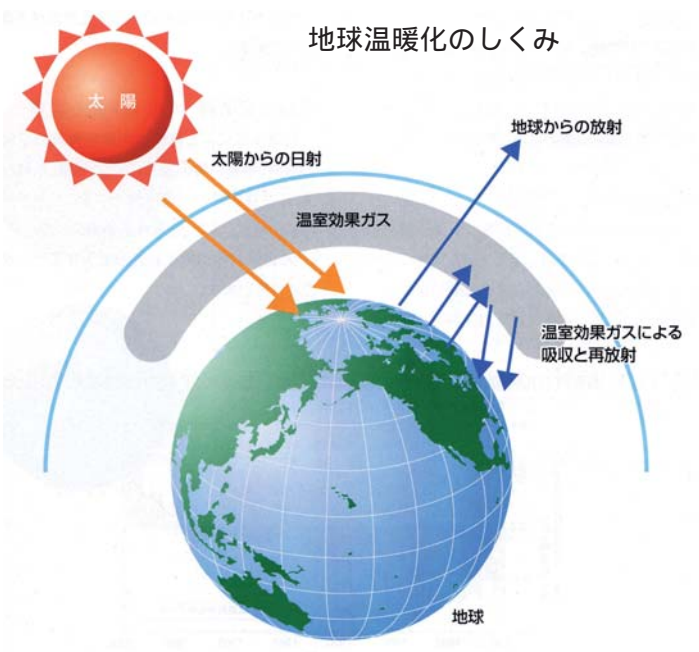 地球温暖化のしくみ
太 陽
地球からの放射
太陽からの日射
温室効果ガス
温室効果ガスによる
吸収と再放射
地球